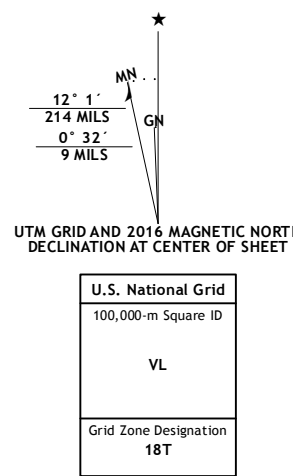 MN
GN
12° 1´
214 MILS
0° 32´
9 MILS
UTM GRID AND 2016 MAGNETIC NORTH
DECLINATION AT CENTER OF SHEET
U.S. National Grid
100,000-m Square ID
VL
Grid Zone Designation
18T